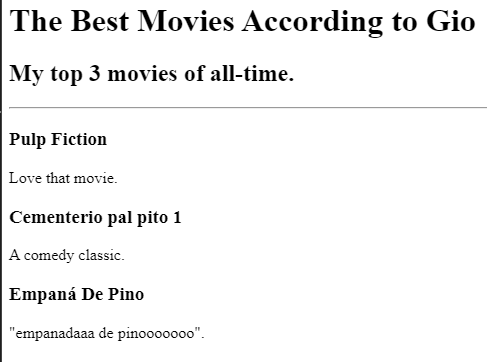 The Best Movies According to Gio
My top 3 movies of all-time.
Pulp Fiction
Love that movie.
Cementerio pal pito 1
A comedy classic.
Empaná De Pino
"empanadaaa de pinooooooo".